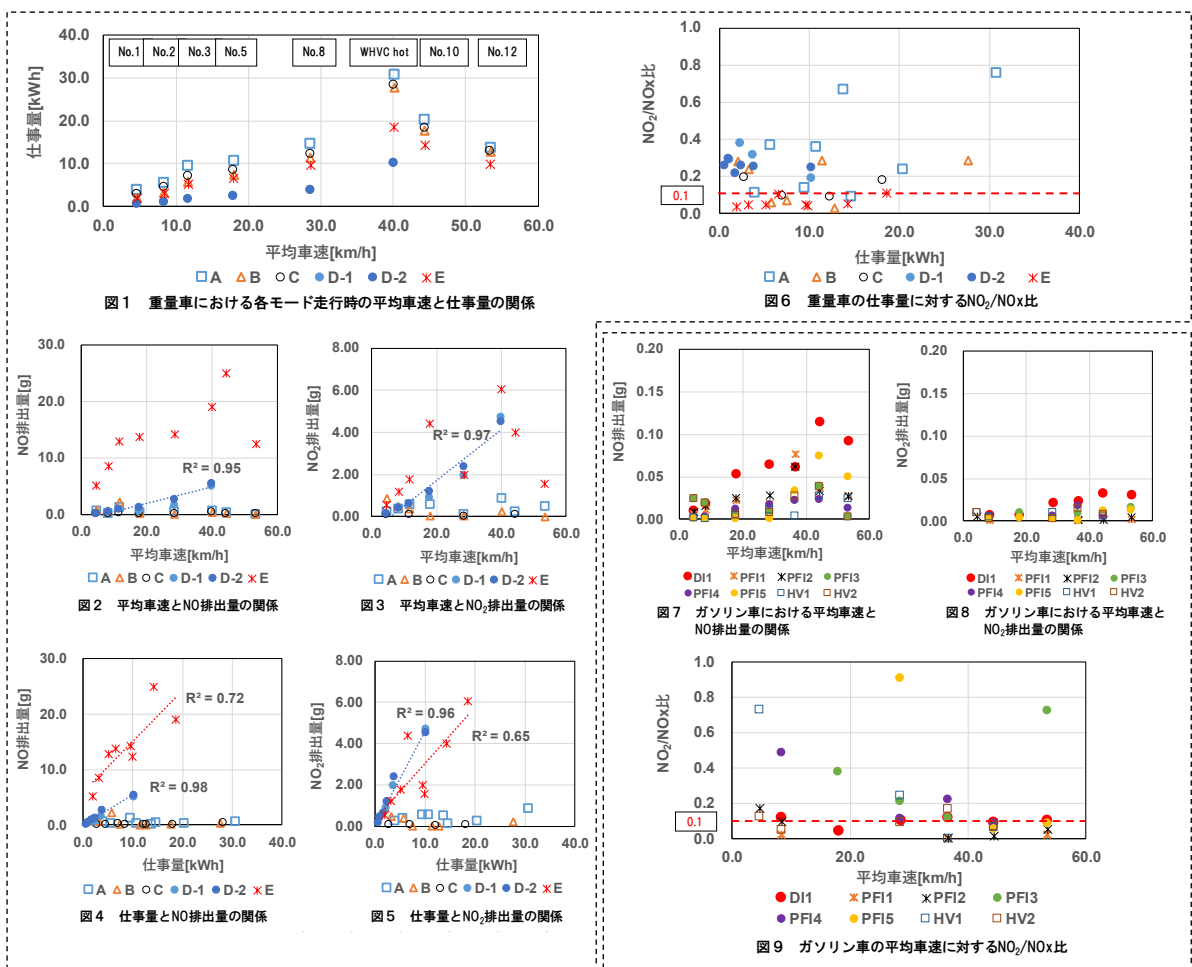 No.1 No.2 No.3 No.5 No.8 WHVC hot No.10 No.12
仕事量[kWh]
40.0
30.0
20.0
10.0
0.0
0.0 10.0 20.0 30.0 40.0 50.0 60.0
平均車速[km/h]
A B C D-1 D-2 E
図1 重量車における各モード走行時の平均車速と仕事量の関係
NO₂/NOx比
1.0
0.8
0.6
0.4
0.2
0.0
0.1
0.0 10.0 20.0 30.0 40.0
仕事量[kWh]
A B C D-1 D-2 E
図6 重量車の仕事量に対するNO₂/NOx比
NO排出量[g]
30.0
20.0
10.0
0.0
R² = 0.95
0.0 20.0 40.0 60.0
平均車速[km/h]
A B C D-1 D-2 E
図2 平均車速とNO排出量の関係
NO₂排出量[g]
8.00
6.00
4.00
2.00
0.00
R² = 0.97
0.0 20.0 40.0 60.0
平均車速[km/h]
A B C D-1 D-2 E
図3 平均車速とNO₂排出量の関係
NO排出量[g]
0.20
0.15
0.10
0.05
0.00
0.0 20.0 40.0 60.0
平均車速[km/h]
DI1 PFI1 PFI2 PFI3
PFI4 PFI5 HV1 HV2
図7 ガソリン車における平均車速と
NO排出量の関係
NO₂排出量[g]
0.20
0.15
0.10
0.05
0.00
0.0 20.0 40.0 60.0
平均車速[km/h]
DI1 PFI1 PFI2 PFI3
PFI4 PFI5 HV1 HV2
図8 ガソリン車における平均車速と
NO₂排出量の関係
NO排出量[g]
30.0
20.0
10.0
0.0
R² = 0.72
R² = 0.98
0.0 10.0 20.0 30.0 40.0
仕事量[kWh]
A B C D-1 D-2 E
図4 仕事量とNO排出量の関係
NO₂排出量[g]
8.00
6.00
4.00
2.00
0.00
R² = 0.96
R² = 0.65
0.0 10.0 20.0 30.0 40.0
仕事量[kWh]
A B C D-1 D-2 E
図5 仕事量とNO₂排出量の関係
NO₂/NOx比
1.0
0.8
0.6
0.4
0.2
0.0
0.1
0.0 20.0 40.0 60.0
平均車速[km/h]
DI1 PFI1 PFI2 PFI3
PFI4 PFI5 HV1 HV2
図9 ガソリン車の平均車速に対するNO₂/NOx比